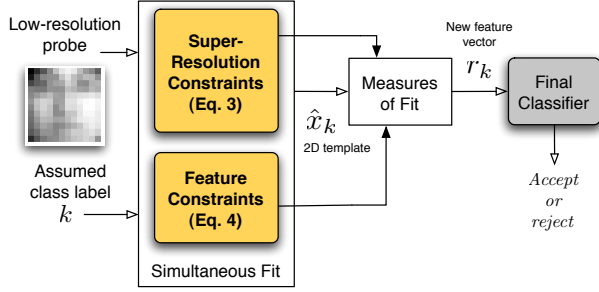 Low-resolution
probe
Assumed
class label
k
Super-
Resolution
Constraints
(Eq. 3)
Feature
Constraints
(Eq. 4)
Simultaneous Fit
x̂_k
2D template
Measures
of Fit
New feature
vector
r_k
Final
Classifier
Accept
or
reject